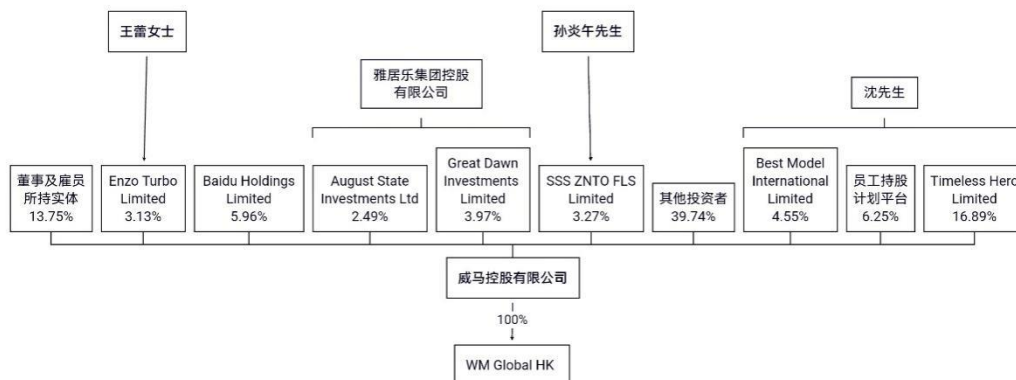 王蕾女士
孙炎午先生
雅居乐集团控股
有限公司
沈先生
董事及雇员
所持实体
13.75%
Enzo Turbo
Limited
3.13%
Baidu Holdings
Limited
5.96%
August State
Investments Ltd
2.49%
Great Dawn
Investments
Limited
3.97%
SSS ZNTO FLS
Limited
3.27%
其他投资者
39.74%
Best Model
International
Limited
4.55%
员工持股
计划平台
6.25%
Timeless Hero
Limited
16.89%
威马控股有限公司
100%
WM Global HK